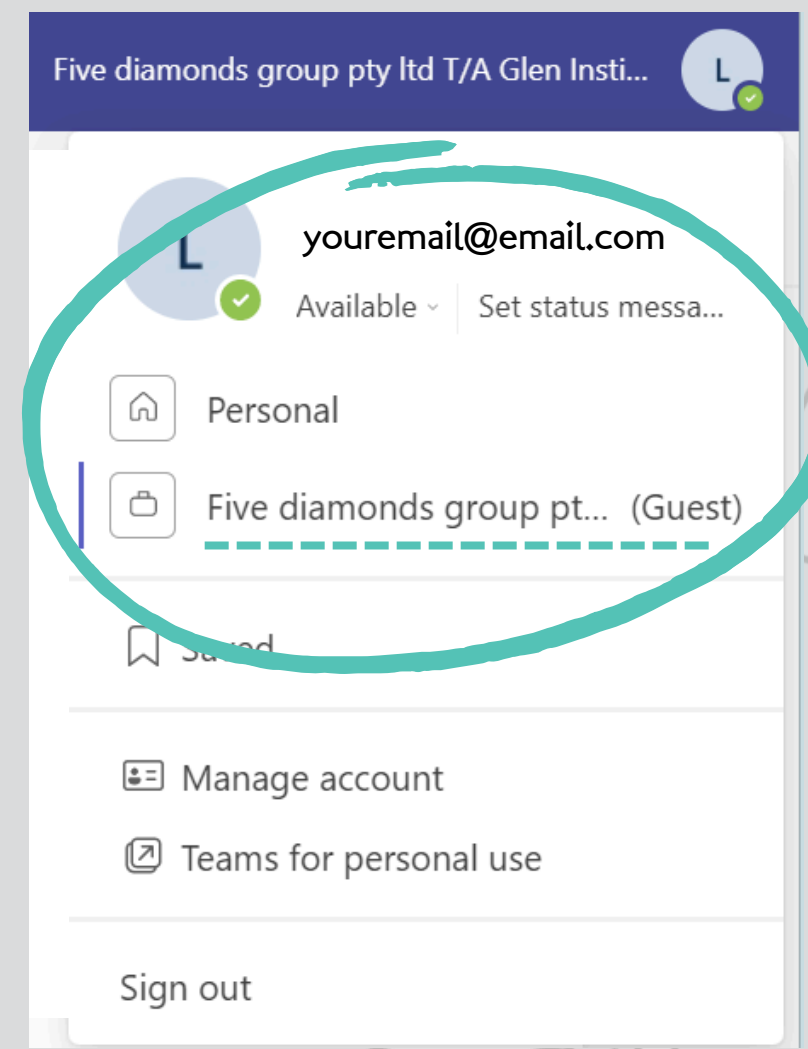 Five diamonds group pty ltd T/A Glen Insti...
L
L
youremail@email.com
Available
Set status messa...
Personal
Five diamonds group pt... (Guest)
Saved
Manage account
Teams for personal use
Sign out